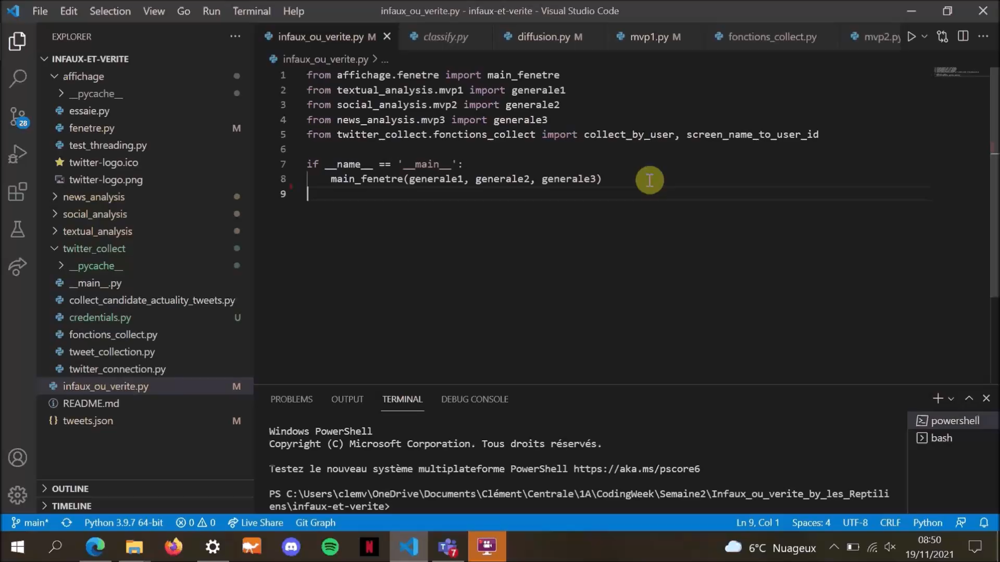 File Edit Selection View Go Run Terminal Help
infaux_ou_verite.py - infaux-et-verite - Visual Studio Code
EXPLORER
INFAUX-ET-VERITE
affichage
__pycache__
essaie.py
fenetre.py M
test_threading.py
twitter-logo.ico
twitter-logo.png
news_analysis
social_analysis
textual_analysis
twitter_collect
__pycache__
__main__.py
collect_candidate_actuality_tweets.py
credentials.py U
fonctions_collect.py
tweet_collection.py
twitter_connection.py
infaux_ou_verite.py M
README.md
tweets.json M
OUTLINE
TIMELINE
28
infaux_ou_verite.py M classify.py diffusion.py M mvp1.py M fonctions_collect.py mvp2.py
infaux_ou_verite.py > ...
1 from affichage.fenetre import main_fenetre
2 from textual_analysis.mvp1 import generale1
3 from social_analysis.mvp2 import generale2
4 from news_analysis.mvp3 import generale3
5 from twitter_collect.fonctions_collect import collect_by_user, screen_name_to_user_id
6
7 if __name__ == '__main__':
8 main_fenetre(generale1, generale2, generale3)
9
PROBLEMS OUTPUT TERMINAL DEBUG CONSOLE
Windows PowerShell
Copyright (C) Microsoft Corporation. Tous droits réservés.
Testez le nouveau système multiplateforme PowerShell https://aka.ms/pscore6
PS C:\Users\clemv\OneDrive\Documents\Clément\Centrale\1A\CodingWeek\Semaine2\Infaux_ou_verite_by_les_Reptili
ens\infaux-et-verite>
powershell
bash
main* Python 3.9.7 64-bit 0 0 Live Share Git Graph Ln 9, Col 1 Spaces: 4 UTF-8 CRLF Python
7
6°C Nuageux
08:50
19/11/2021